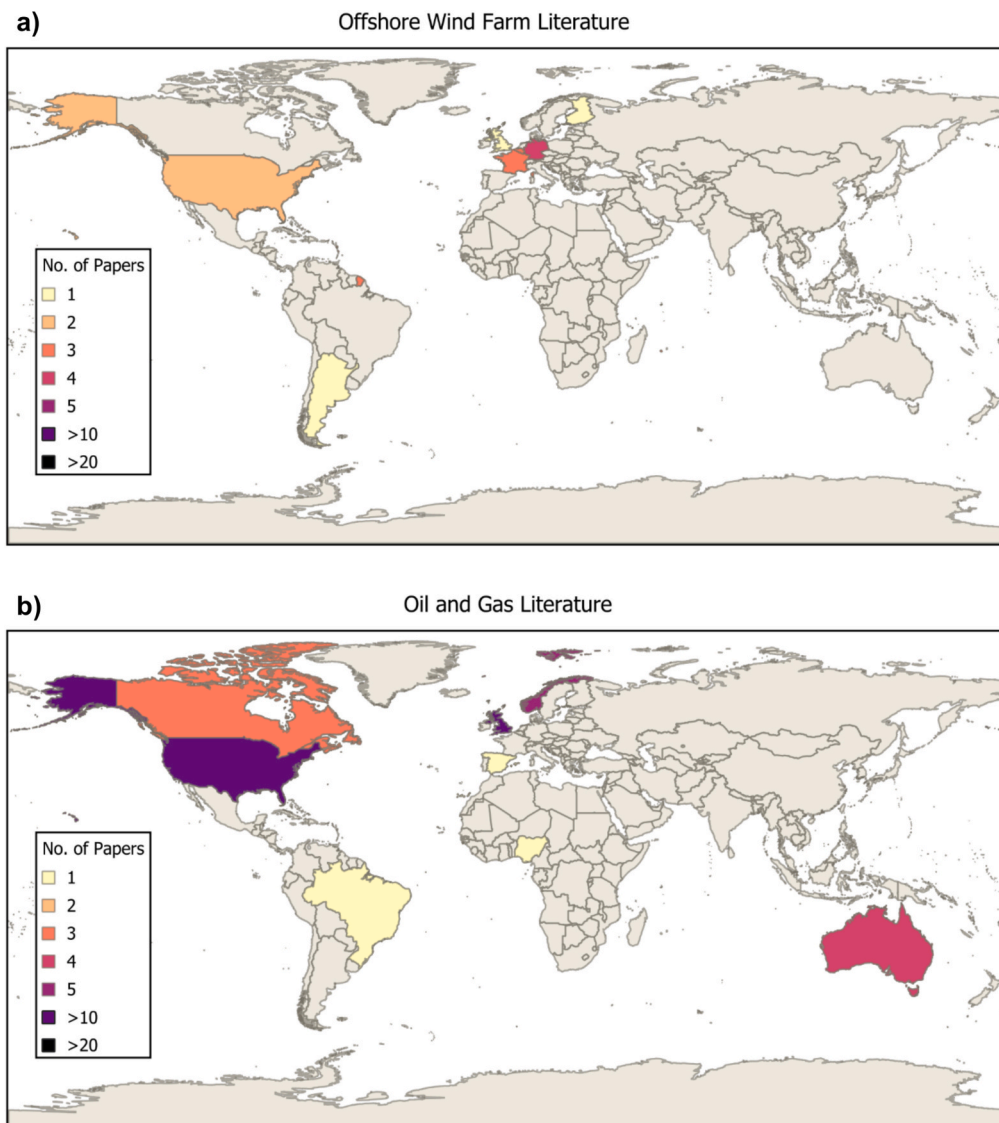 a)
Offshore Wind Farm Literature
No. of Papers
1
2
3
4
5
>10
>20
b)
Oil and Gas Literature
No. of Papers
1
2
3
4
5
>10
>20